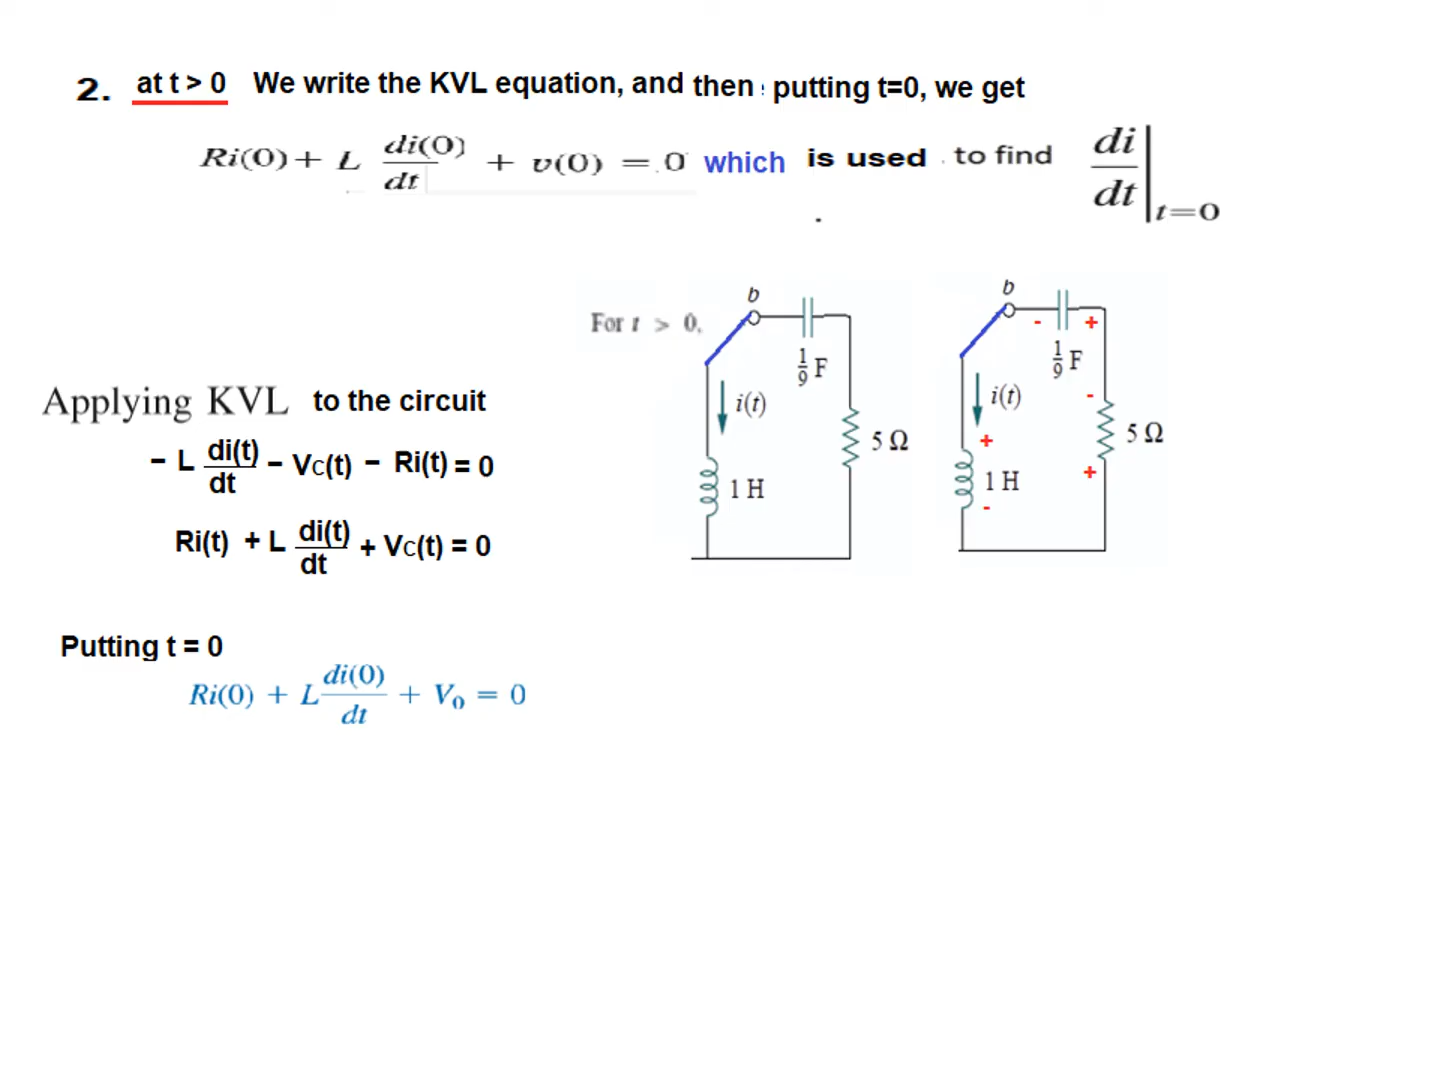 2. at t > 0 We write the KVL equation, and then putting t=0, we get
Ri(0) + L di(0)/dt + v(0) = 0 which is used to find di/dt|t=0
For t > 0,
b
1/9 F
i(t)
5 Ω
1 H
b
- +
1/9 F
-
i(t)
5 Ω
+
+
1 H
-
Applying KVL to the circuit
- L di(t)/dt - Vc(t) - Ri(t) = 0
Ri(t) + L di(t)/dt + Vc(t) = 0
Putting t = 0
Ri(0) + L di(0)/dt + V₀ = 0